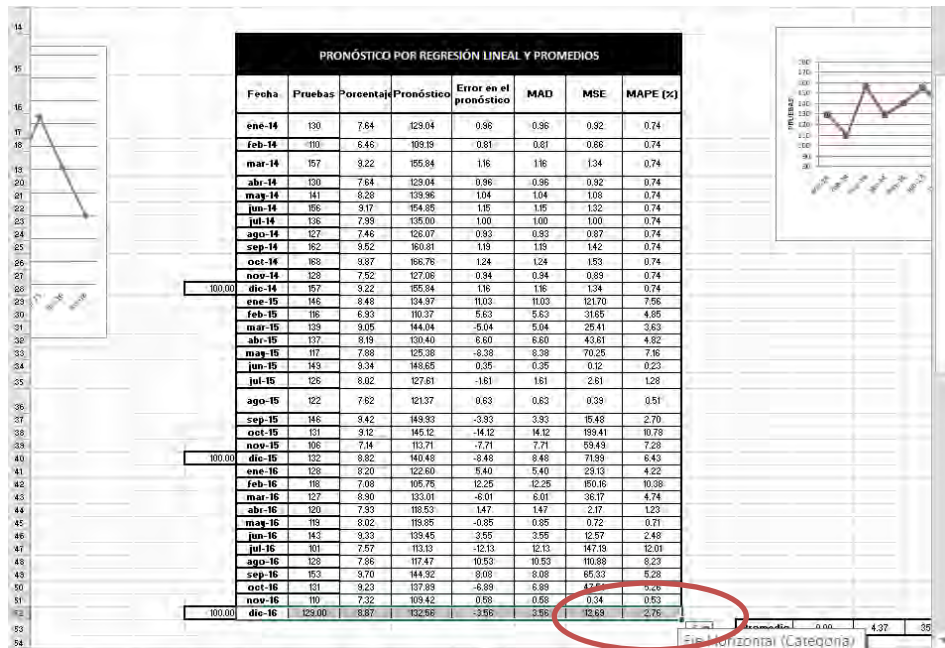 PRONÓSTICO POR REGRESIÓN LINEAL Y PROMEDIOS
Fecha Pruebas Porcentaje Pronóstico Error en el pronóstico MAD MSE MAPE (%)
ene-14 130 7.64 129.04 0.96 0.96 0.92 0.74
feb-14 110 6.46 109.19 0.81 0.81 0.66 0.74
mar-14 157 9.22 155.84 1.16 1.16 1.34 0.74
abr-14 130 7.64 129.04 0.96 0.96 0.92 0.74
may-14 141 8.28 139.96 1.04 1.04 1.08 0.74
jun-14 156 9.17 154.85 1.15 1.15 1.32 0.74
jul-14 136 7.99 135.00 1.00 1.00 1.00 0.74
ago-14 127 7.46 126.07 0.93 0.93 0.87 0.74
sep-14 162 9.52 160.81 1.19 1.19 1.42 0.74
oct-14 168 9.87 166.76 1.24 1.24 1.53 0.74
nov-14 128 7.52 127.06 0.94 0.94 0.89 0.74
100.00 dic-14 157 9.22 155.84 1.16 1.16 1.34 0.74
ene-15 146 8.48 134.97 11.03 11.03 121.70 7.56
feb-15 116 6.93 110.37 5.63 5.63 31.65 4.85
mar-15 139 9.05 144.04 -5.04 5.04 25.41 3.63
abr-15 137 8.19 130.40 6.60 6.60 43.61 4.82
may-15 117 7.88 125.38 -8.38 8.38 70.25 7.16
jun-15 149 9.34 148.65 0.35 0.35 0.12 0.23
jul-15 126 8.02 127.61 -1.61 1.61 2.61 1.28
ago-15 122 7.62 121.37 0.63 0.63 0.39 0.51
sep-15 146 9.42 149.93 -3.93 3.93 15.48 2.70
oct-15 131 9.12 145.12 -14.12 14.12 199.41 10.78
nov-15 106 7.14 113.71 -7.71 7.71 59.49 7.28
100.00 dic-15 132 8.82 140.48 -8.48 8.48 71.99 6.43
ene-16 128 8.20 122.60 5.40 5.40 29.13 4.22
feb-16 118 7.08 105.75 12.25 12.25 150.16 10.38
mar-16 127 8.90 133.01 -6.01 6.01 36.17 4.74
abr-16 120 7.93 118.53 1.47 1.47 2.17 1.23
may-16 119 8.02 119.85 -0.85 0.85 0.72 0.71
jun-16 143 9.33 139.45 3.55 3.55 12.57 2.48
jul-16 101 7.57 113.13 -12.13 12.13 147.19 12.01
ago-16 128 7.86 117.47 10.53 10.53 110.88 8.23
sep-16 153 9.70 144.92 8.08 8.08 65.33 5.28
oct-16 131 9.23 137.89 -6.89 6.89 5.26
nov-16 110 7.32 109.42 0.58 0.58 0.34 0.53
100.00 dic-16 129.00 8.87 132.56 -3.56 3.56 12.69 2.76
Promedio 0.00 4.37 35
Eje Horizontal (Categoría)
PRUEBAS